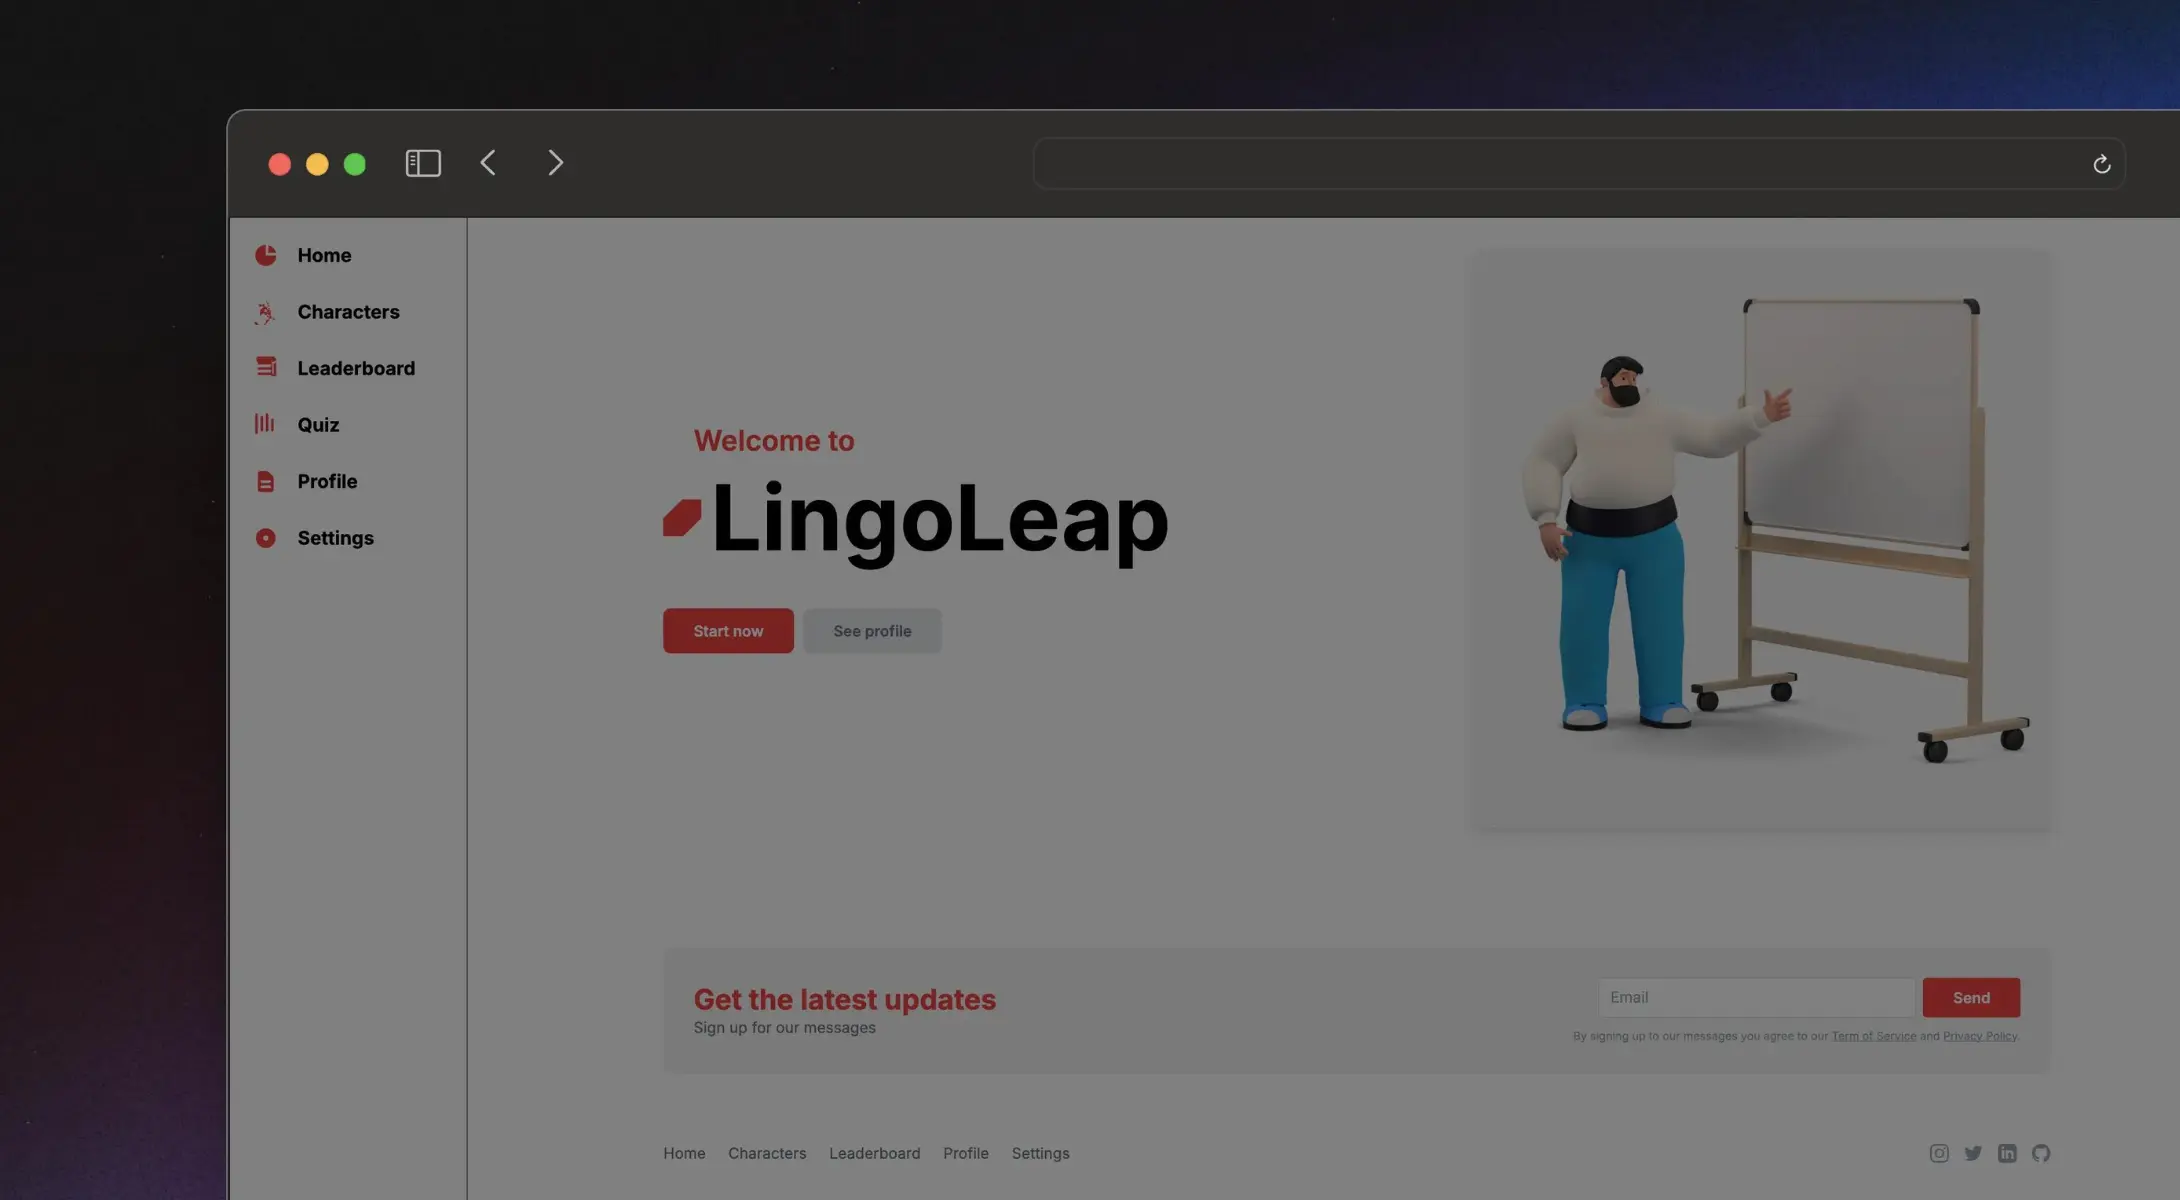 Home
Characters
Leaderboard
Quiz
Profile
Settings
Welcome to
LingoLeap
Start now
See profile
Get the latest updates
Sign up for our messages
Email
Send
By signing up to our messages you agree to our Term of Service and Privacy Policy.
Home Characters Leaderboard Profile Settings